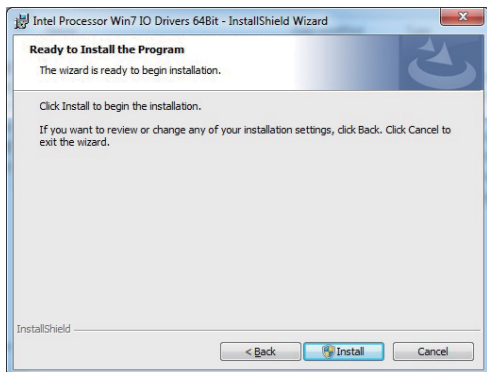 Intel Processor Win7 IO Drivers 64Bit - InstallShield Wizard
Ready to Install the Program
The wizard is ready to begin installation.
Click Install to begin the installation.
If you want to review or change any of your installation settings, click Back. Click Cancel to
exit the wizard.
InstallShield
< Back
Install
Cancel